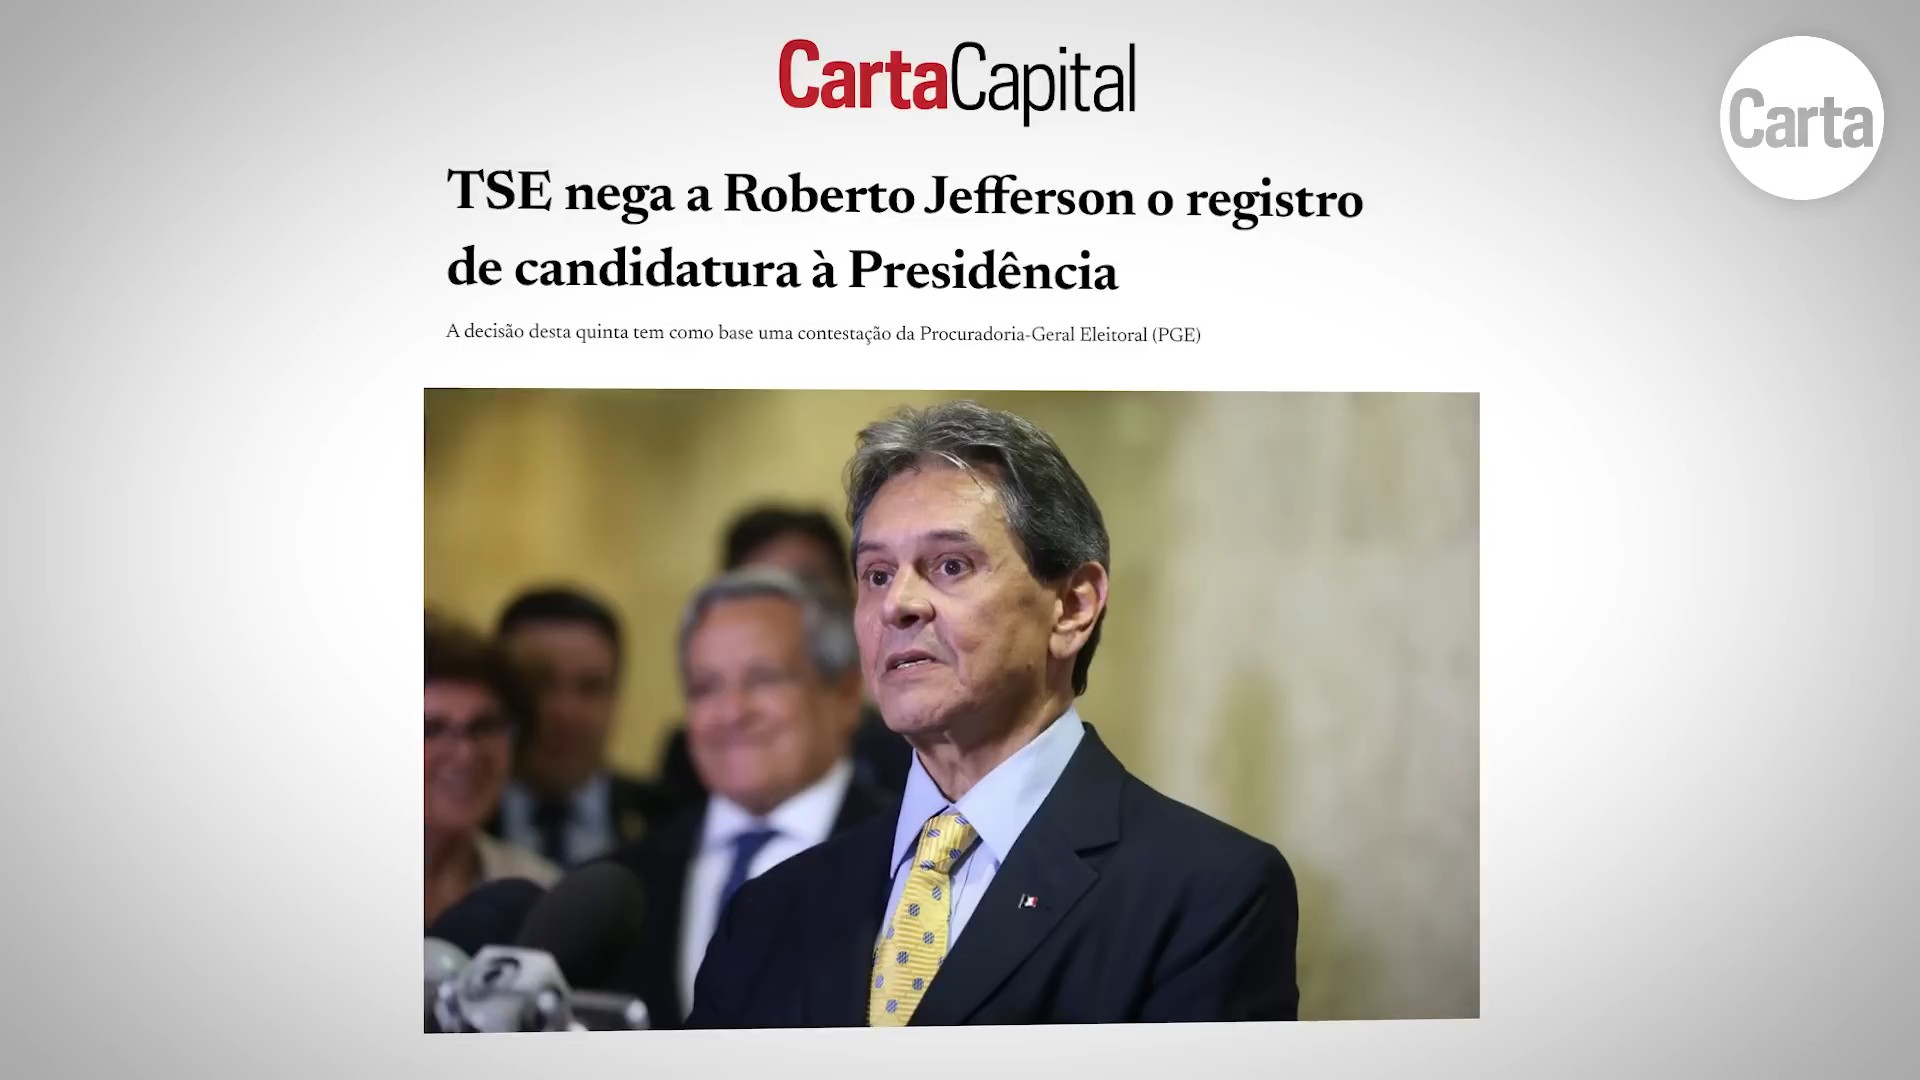 CartaCapital
Carta
TSE nega a Roberto Jefferson o registro
de candidatura à Presidência
A decisão desta quinta tem como base uma contestação da Procuradoria-Geral Eleitoral (PGE)